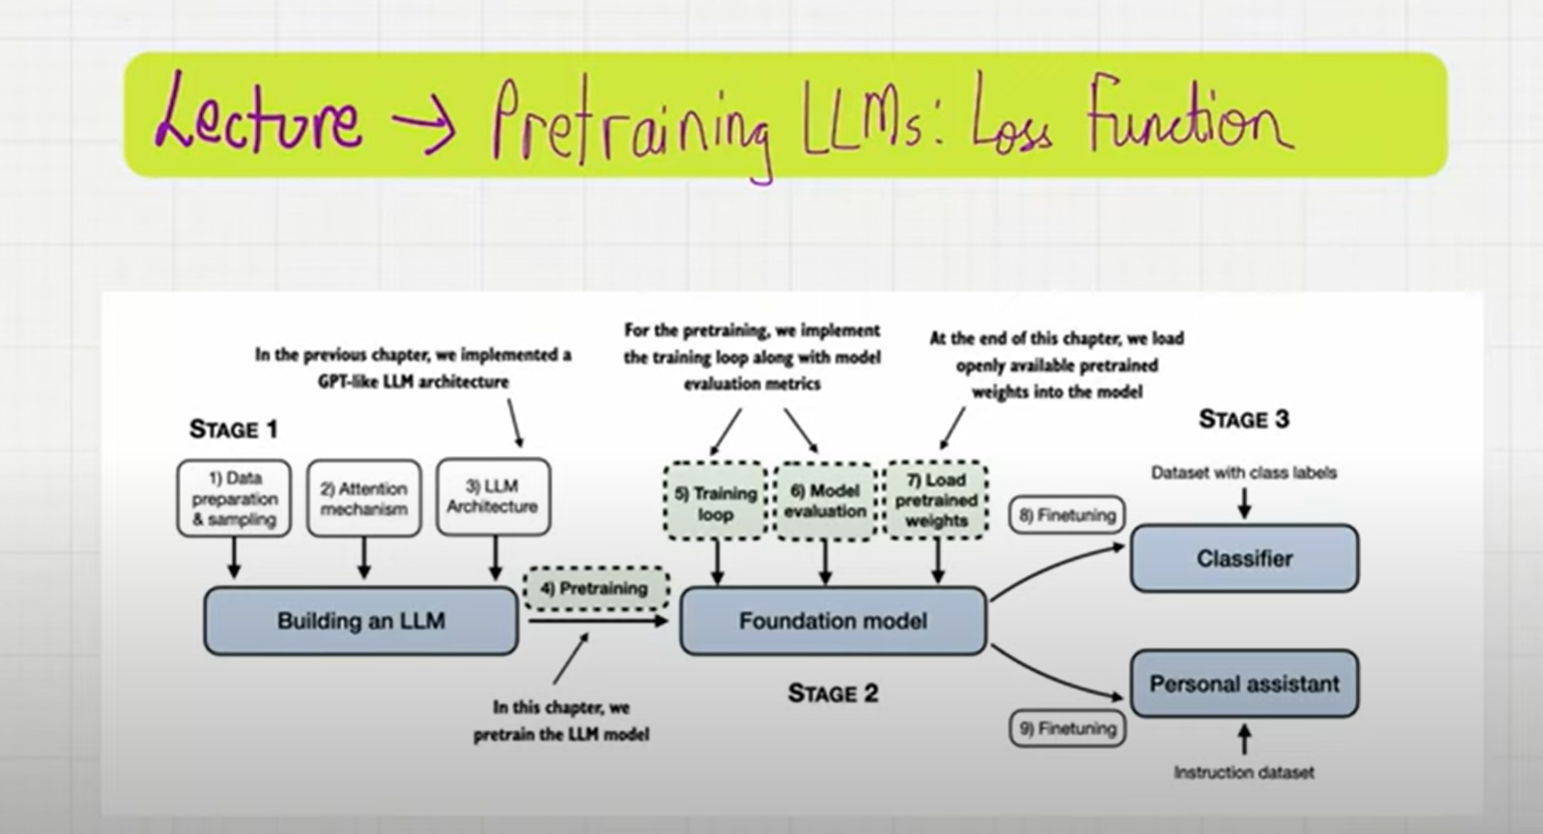 Lecture → Pretraining LLMs: Loss Function
In the previous chapter, we implemented a
GPT-like LLM architecture
For the pretraining, we implement
the training loop along with model
evaluation metrics
At the end of this chapter, we load
openly available pretrained
weights into the model
STAGE 1
1) Data
preparation
& sampling
2) Attention
mechanism
3) LLM
Architecture
Building an LLM
4) Pretraining
In this chapter, we
pretrain the LLM model
5) Training
loop
6) Model
evaluation
7) Load
pretrained
weights
Foundation model
STAGE 2
STAGE 3
Dataset with class labels
8) Finetuning
Classifier
Personal assistant
9) Finetuning
Instruction dataset